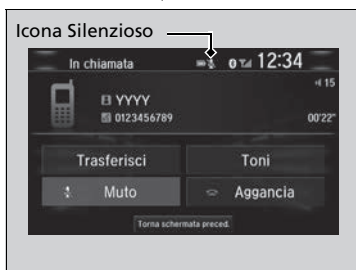 Icona Silenzioso
In chiamata 12:34
15
YYYY
0123456789 00'22"
Trasferisci Toni
Muto Aggancia
Torna schermata preced.